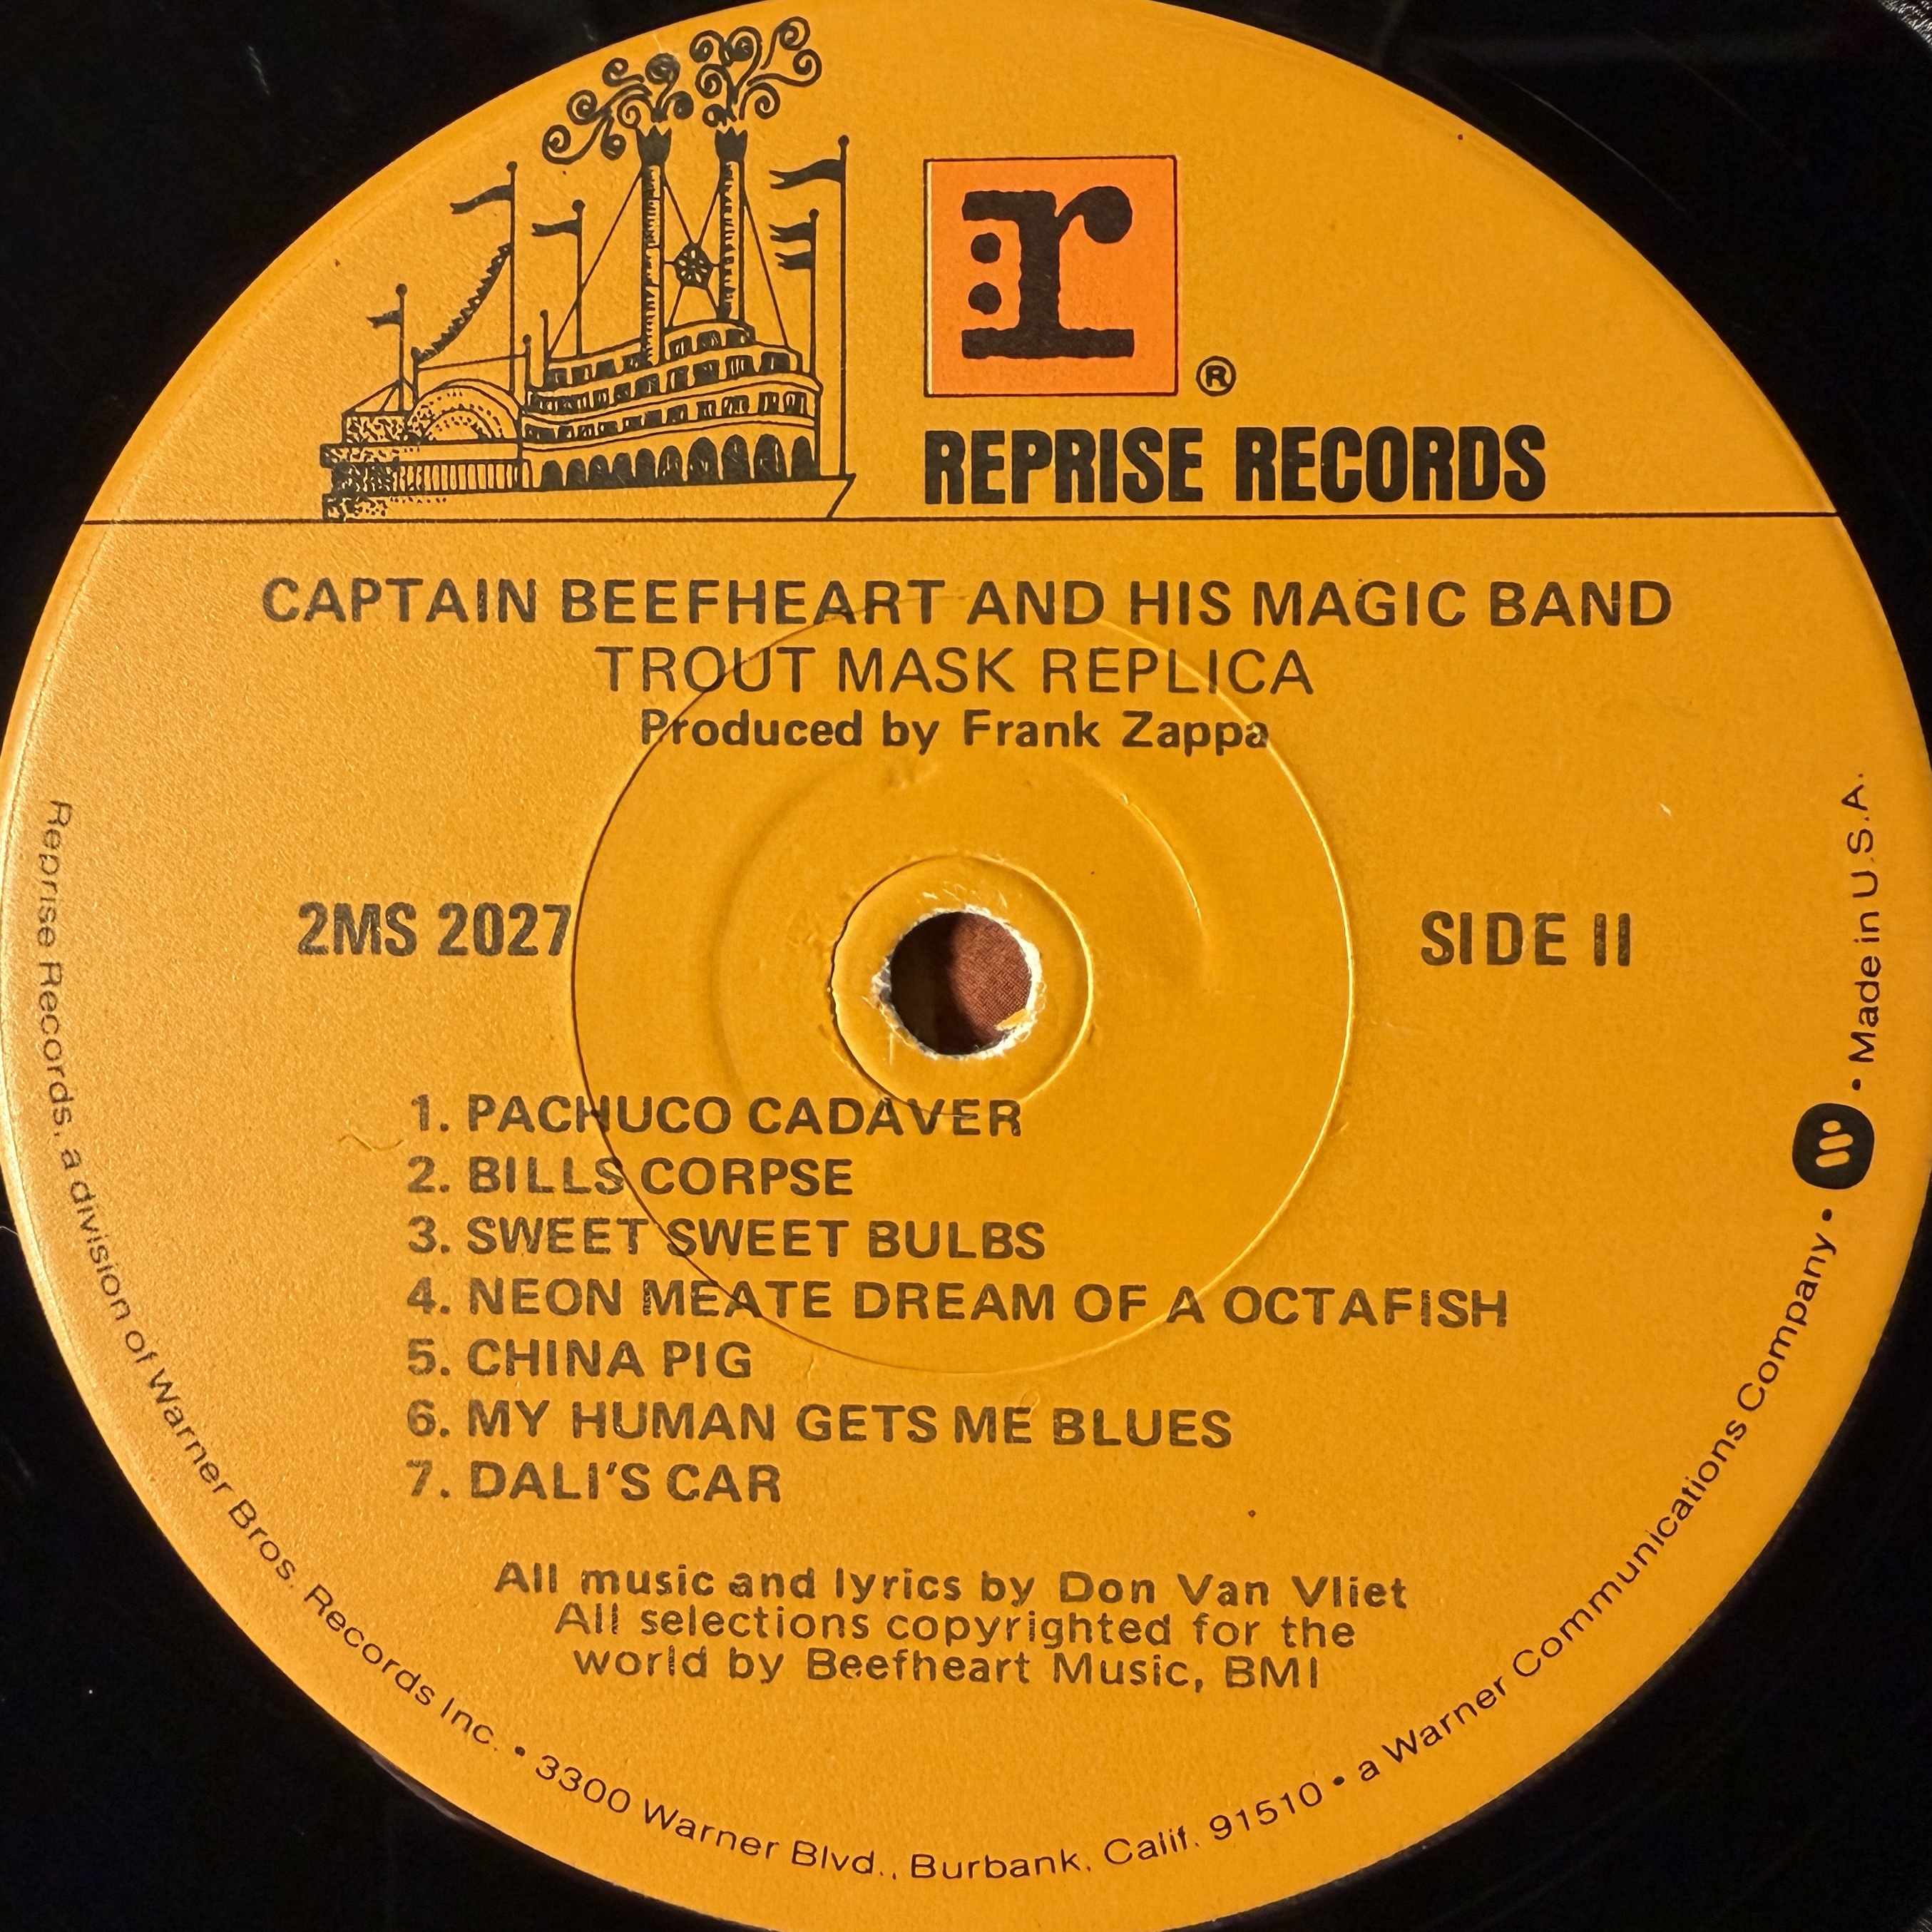 r
®
REPRISE RECORDS
CAPTAIN BEEFHEART AND HIS MAGIC BAND
TROUT MASK REPLICA
Produced by Frank Zappa
2MS 2027
SIDE II
1. PACHUCO CADAVER
2. BILLS CORPSE
3. SWEET SWEET BULBS
4. NEON MEATE DREAM OF A OCTAFISH
5. CHINA PIG
6. MY HUMAN GETS ME BLUES
7. DALI'S CAR
All music and lyrics by Don Van Vliet
All selections copyrighted for the
world by Beefheart Music, BMI
Reprise Records, a division of Warner Bros. Records Inc. • 3300 Warner Blvd., Burbank, Calif. 91510 • a Warner Communications Company • W • Made in U.S.A.